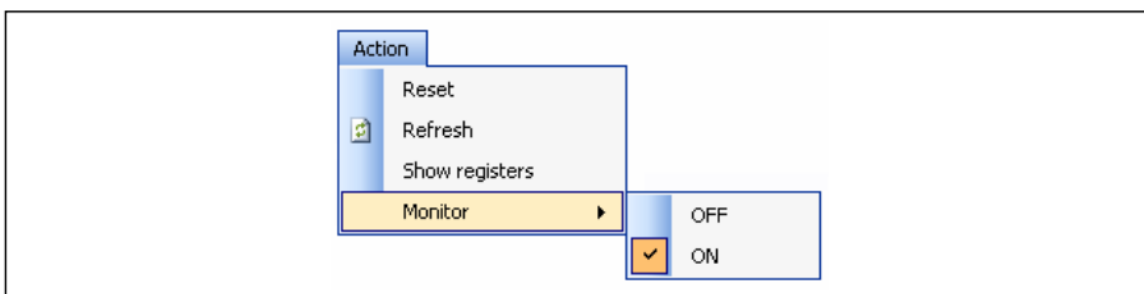 Action
Reset
Refresh
Show registers
Monitor
OFF
ON